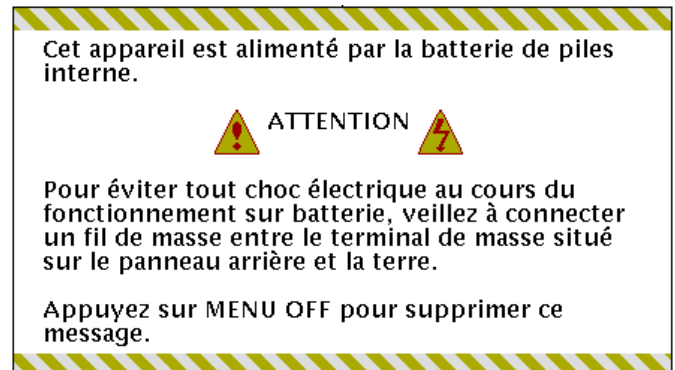 Cet appareil est alimenté par la batterie de piles
interne.
ATTENTION
Pour éviter tout choc électrique au cours du
fonctionnement sur batterie, veillez à connecter
un fil de masse entre le terminal de masse situé
sur le panneau arrière et la terre.
Appuyez sur MENU OFF pour supprimer ce
message.